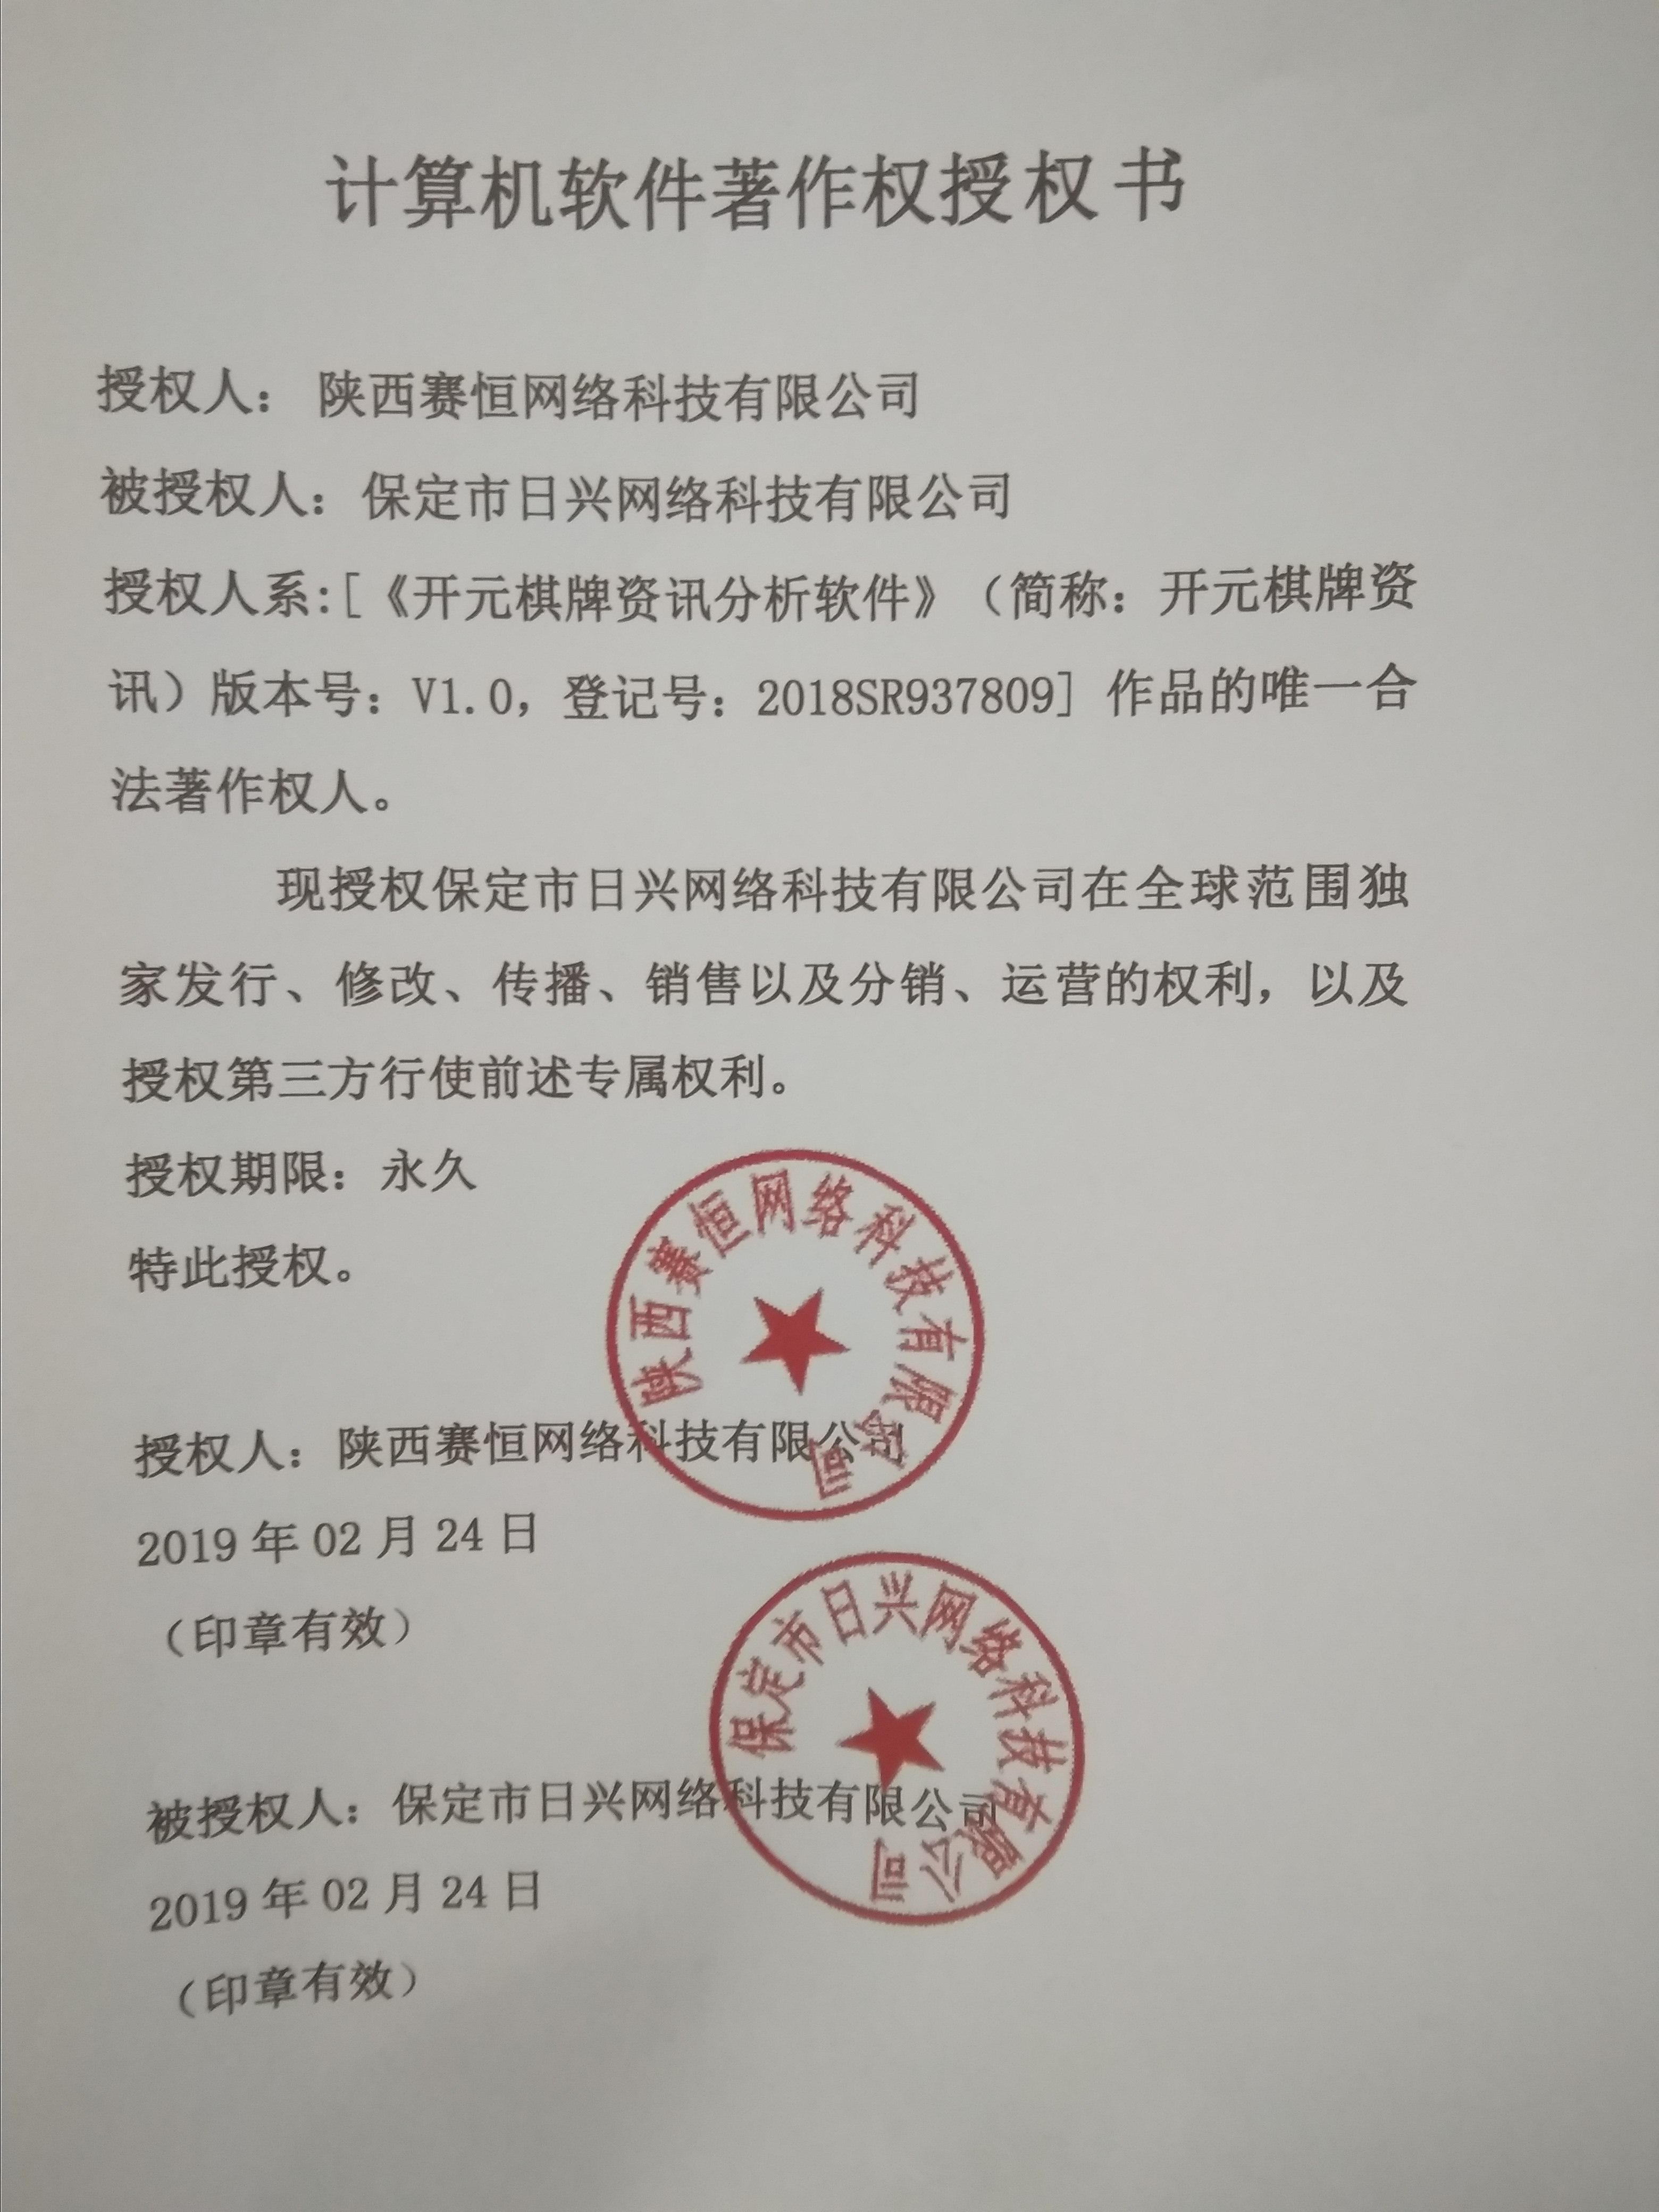 计算机软件著作权授权书
授权人： 陕西赛恒网络科技有限公司
被授权人：保定市日兴网络科技有限公司
授权人系:[《开元棋牌资讯分析软件》（简称：开元棋牌资
讯）版本号：V1.0，登记号：2018SR937809］作品的唯一合
法著作权人。
现授权保定市日兴网络科技有限公司在全球范围独
家发行、修改、传播、销售以及分销、运营的权利，以及
授权第三方行使前述专属权利。
授权期限：永久
特此授权。
陕西赛恒网络科技有限公司
授权人：陕西赛恒网络科技有限公司
2019 年 02 月 24 日
（印章有效）
保定市日兴网络科技有限公司
被授权人：保定市日兴网络科技有限公司
2019 年 02 月 24 日
（印章有效）